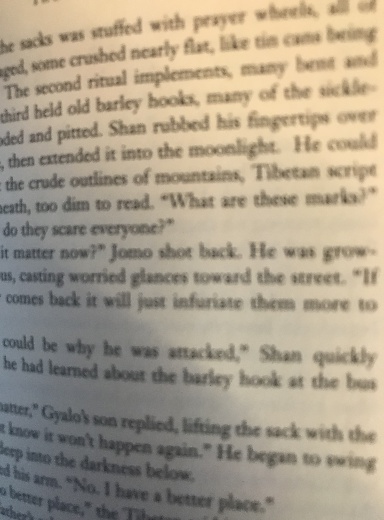 he sacks was stuffed with prayer wheels, all of
aged, some crushed nearly flat, like tin cans being
The second ritual implements, many bent and
third held old barley hooks, many of the sickle-
ded and pitted. Shan rubbed his fingertips over
, then extended it into the moonlight. He could
the crude outlines of mountains, Tibetan script
neath, too dim to read. "What are these marks?"
do they scare everyone?"
it matter now?" Jomo shot back. He was grow-
us, casting worried glances toward the street. "If
comes back it will just infuriate them more to
could be why he was attacked," Shan quickly
he had learned about the barley hook at the bus
atter," Gyalo's son replied, lifting the sack with the
t know it won't happen again." He began to swing
deep into the darkness below.
ed his arm. "No. I have a better place."
better place," the